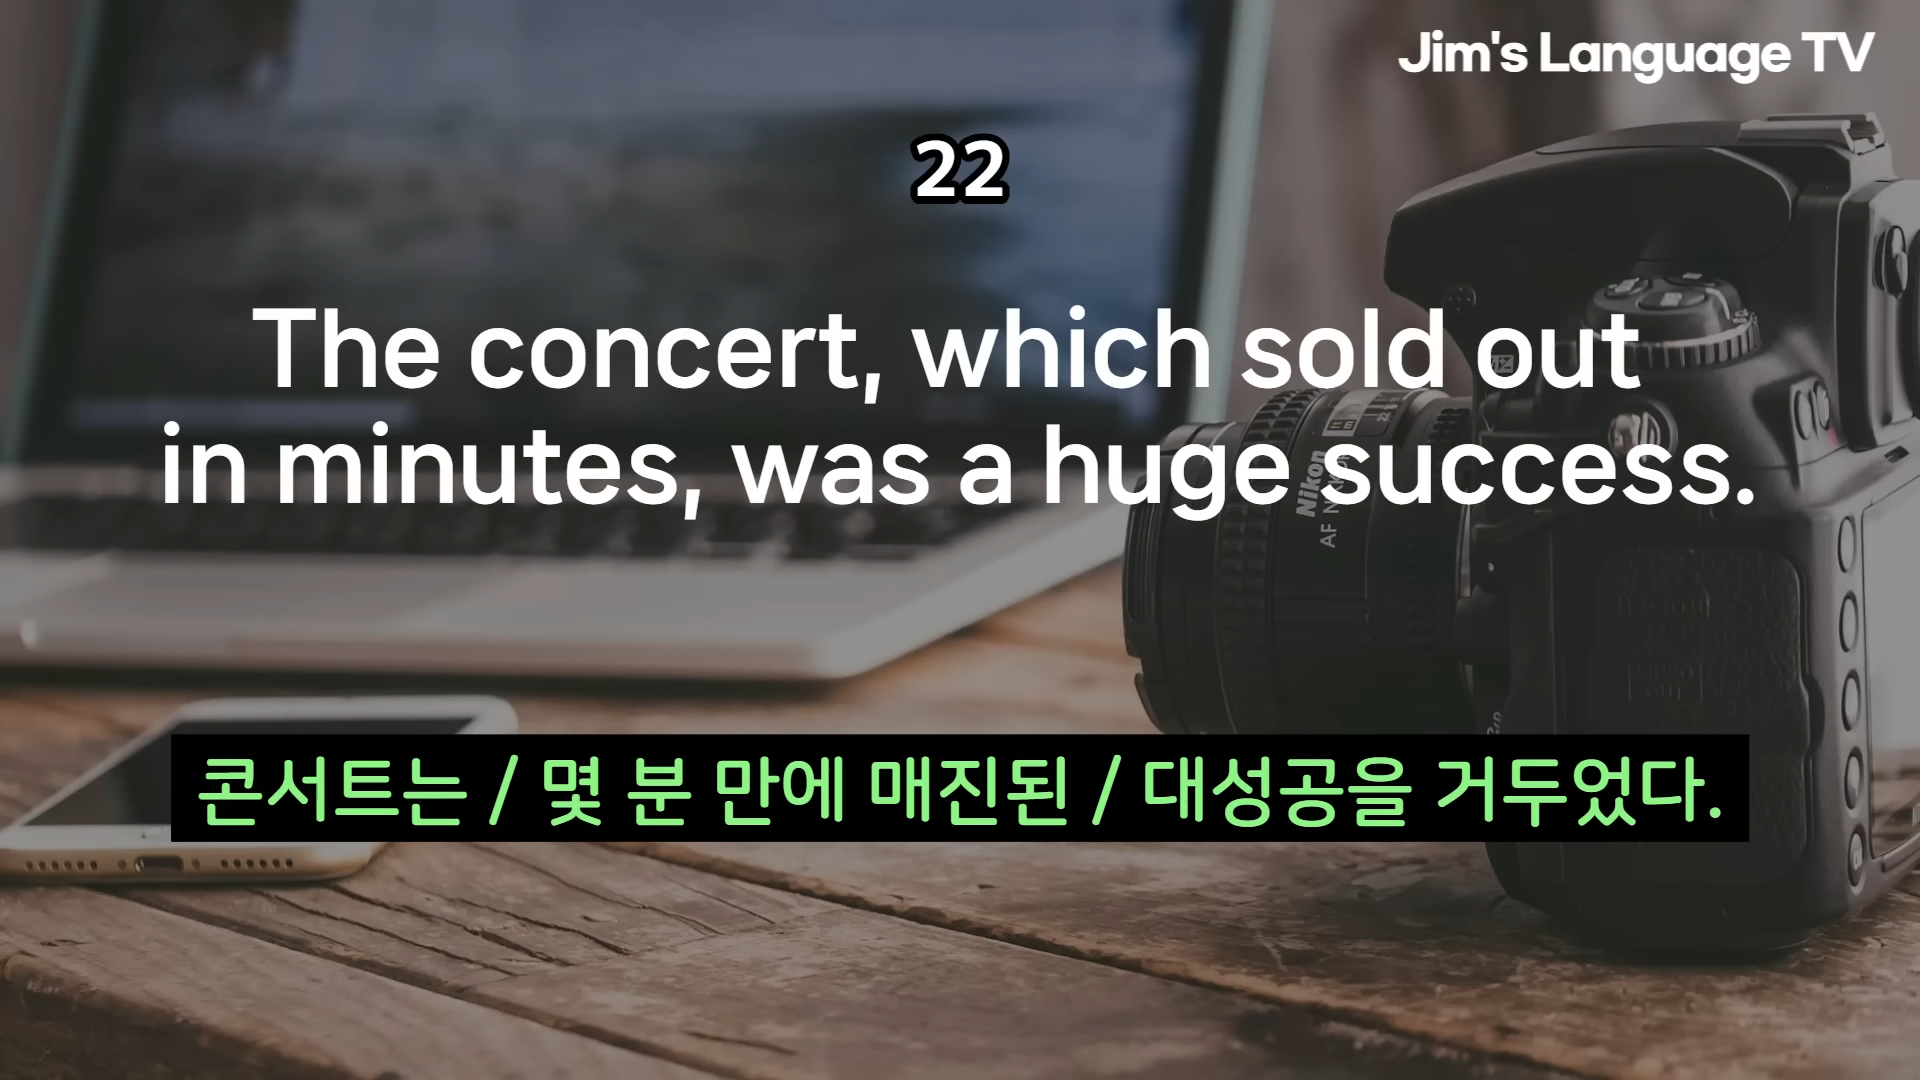 Jim's Language TV
22
The concert, which sold out
in minutes, was a huge success.
Nikon
콘서트는 / 몇 분 만에 매진된 / 대성공을 거두었다.